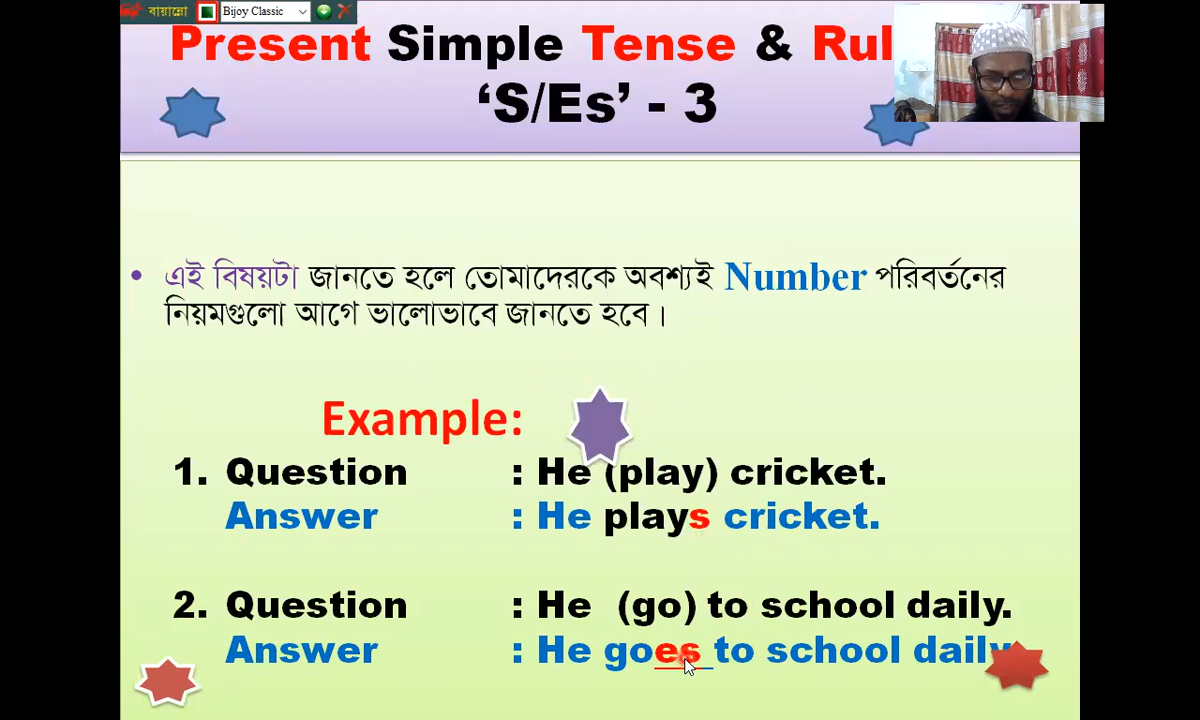 বায়ান্নো Bijoy Classic
Present Simple Tense & Rul
‘S/Es’ - 3
• এই বিষয়টা জানতে হলে তোমাদেরকে অবশ্যই Number পরিবর্তনের
নিয়মগুলো আগে ভালোভাবে জানতে হবে।
Example:
1. Question : He (play) cricket.
Answer : He plays cricket.
2. Question : He (go) to school daily.
Answer : He goes to school daily